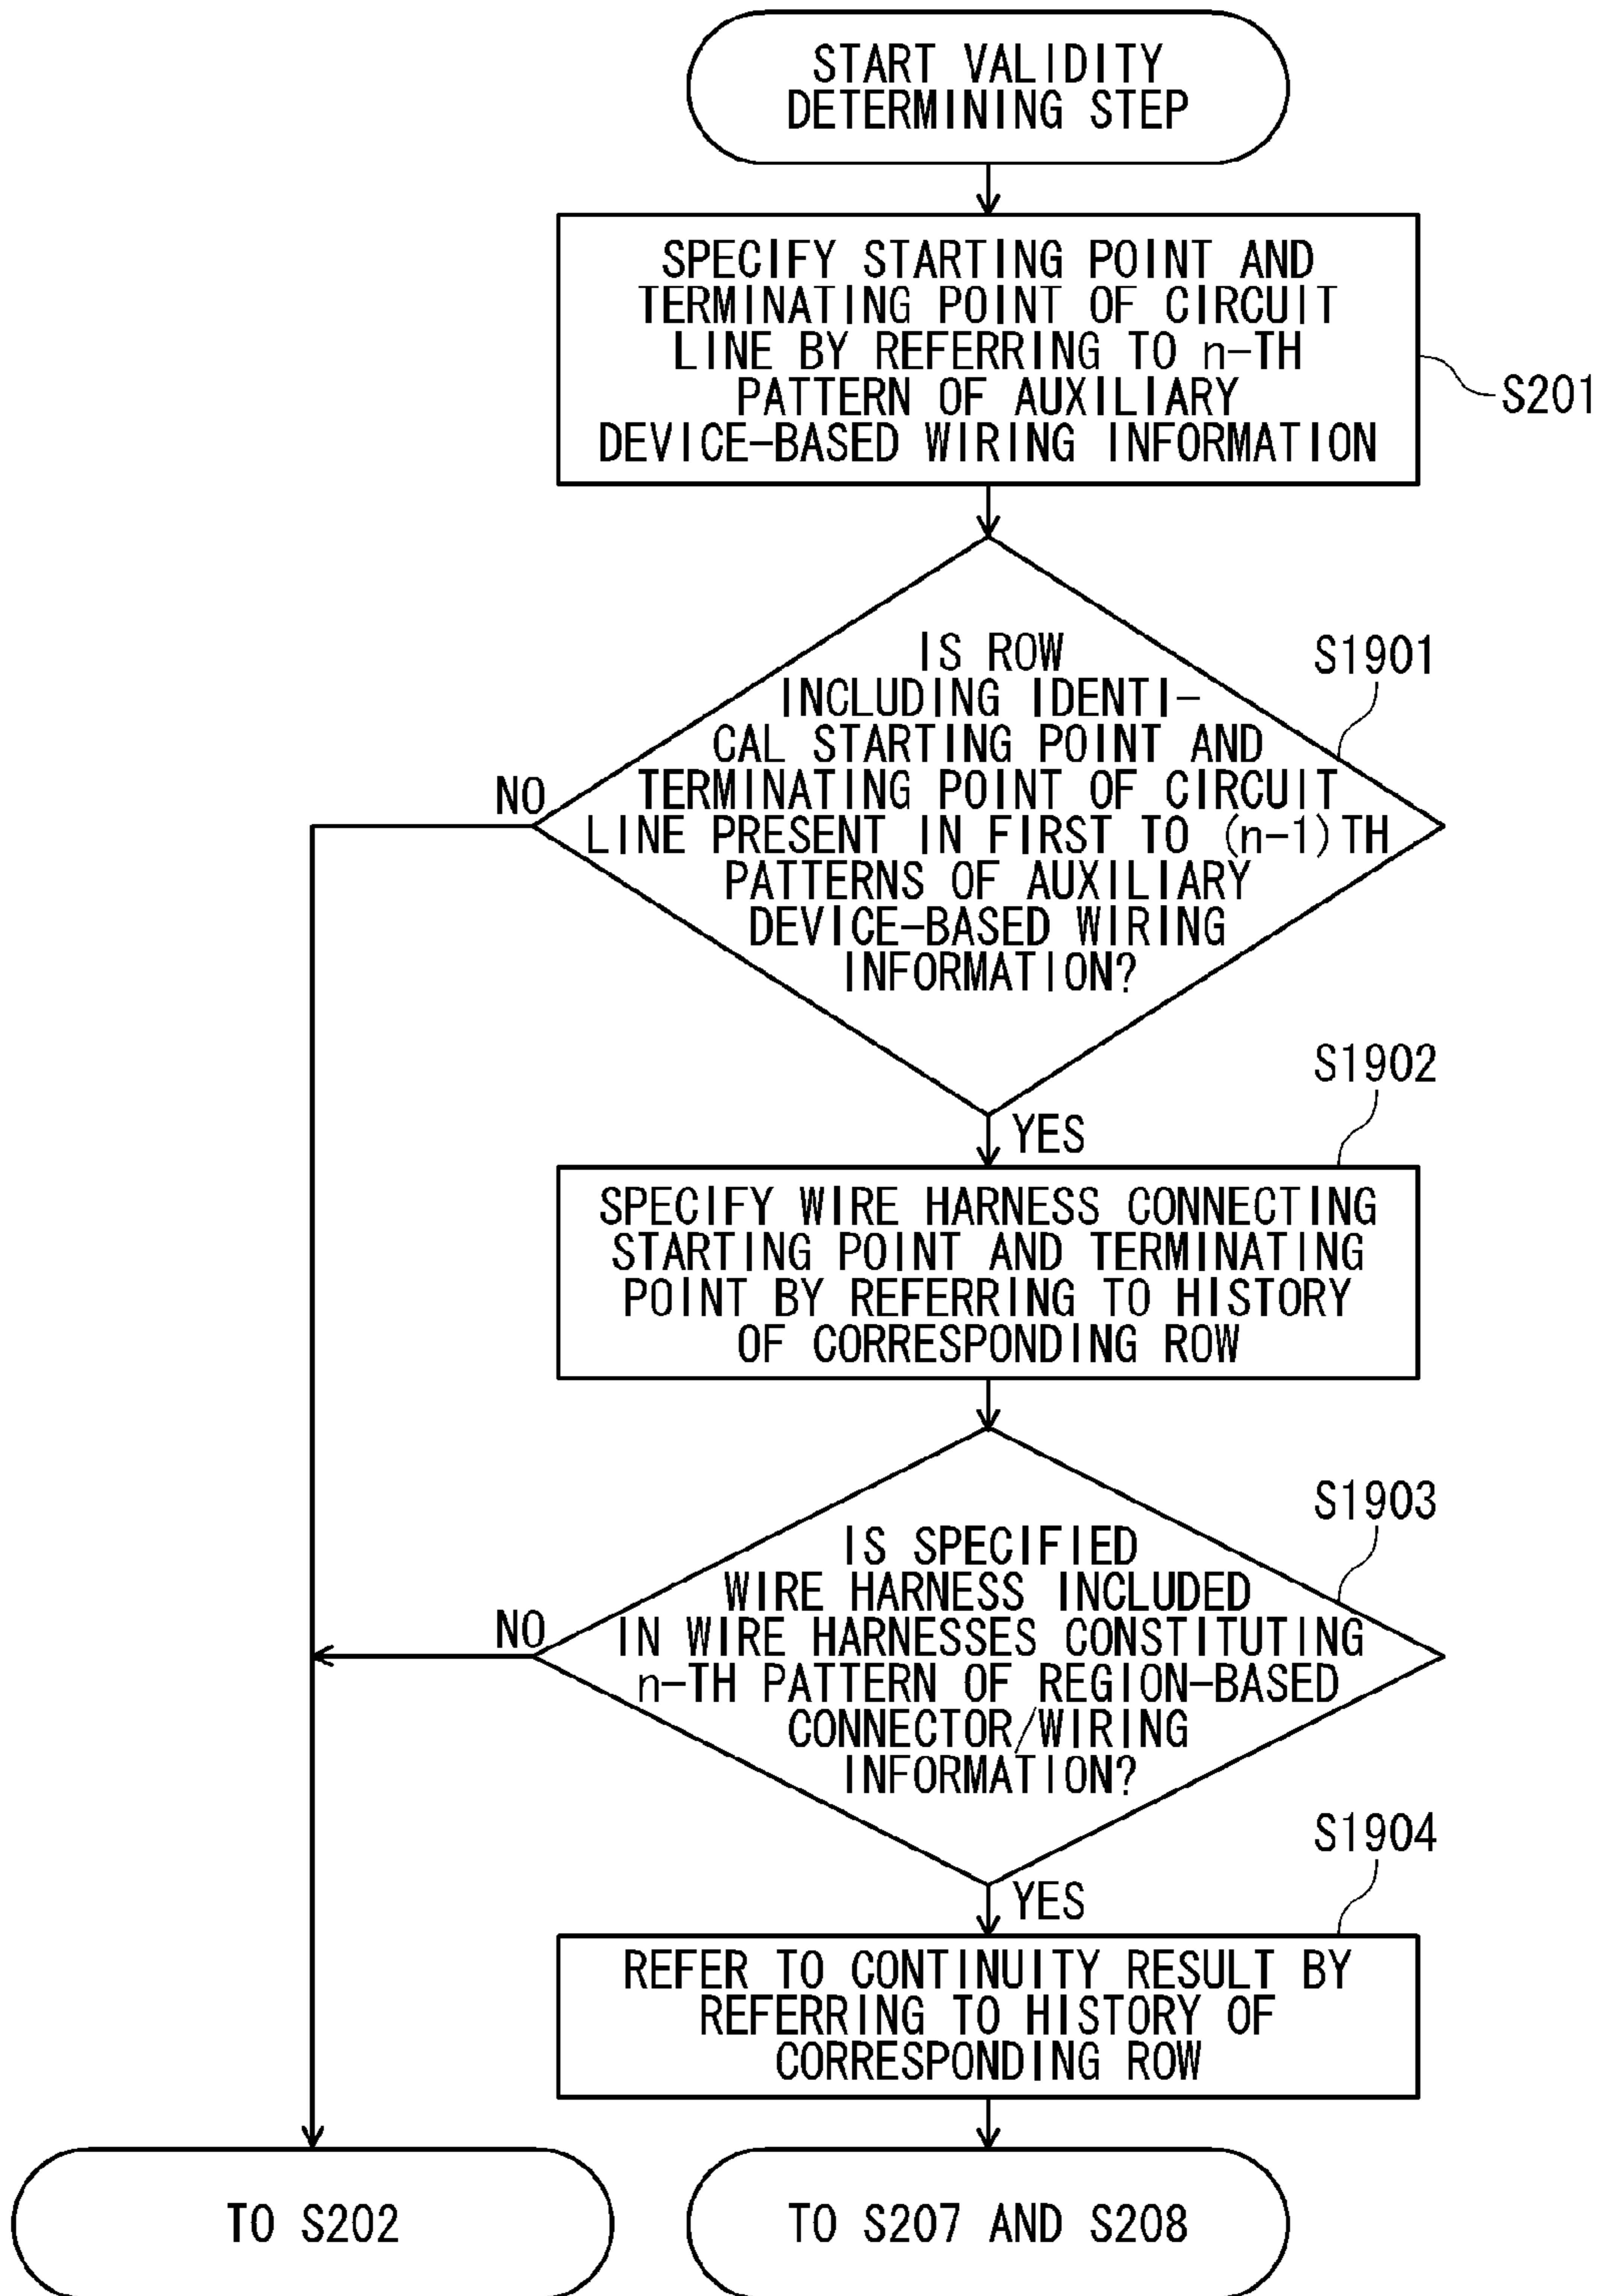 START VALIDITY
DETERMINING STEP
SPECIFY STARTING POINT AND
TERMINATING POINT OF CIRCUIT
LINE BY REFERRING TO n-TH
PATTERN OF AUXILIARY
DEVICE-BASED WIRING INFORMATION
S201
IS ROW
INCLUDING IDENTI-
CAL STARTING POINT AND
TERMINATING POINT OF CIRCUIT
LINE PRESENT IN FIRST TO (n-1)TH
PATTERNS OF AUXILIARY
DEVICE-BASED WIRING
INFORMATION?
S1901
NO
YES
S1902
SPECIFY WIRE HARNESS CONNECTING
STARTING POINT AND TERMINATING
POINT BY REFERRING TO HISTORY
OF CORRESPONDING ROW
S1903
IS SPECIFIED
WIRE HARNESS INCLUDED
IN WIRE HARNESSES CONSTITUTING
n-TH PATTERN OF REGION-BASED
CONNECTOR/WIRING
INFORMATION?
NO
YES
S1904
REFER TO CONTINUITY RESULT BY
REFERRING TO HISTORY OF
CORRESPONDING ROW
TO S202
TO S207 AND S208